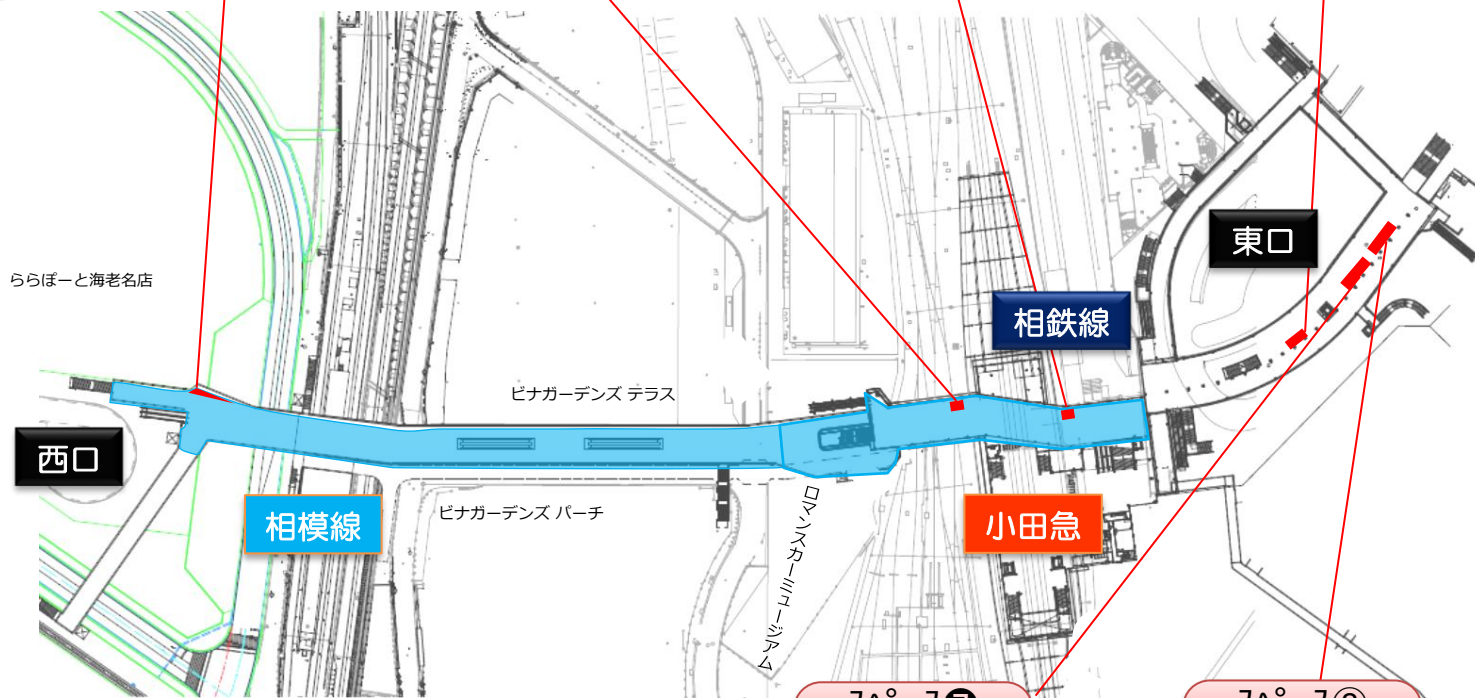 東口
ららぽーと海老名店
相鉄線
ビナガーデンズ テラス
西口
相模線
ビナガーデンズ パーチ
ロマンスカーミュージアム
小田急